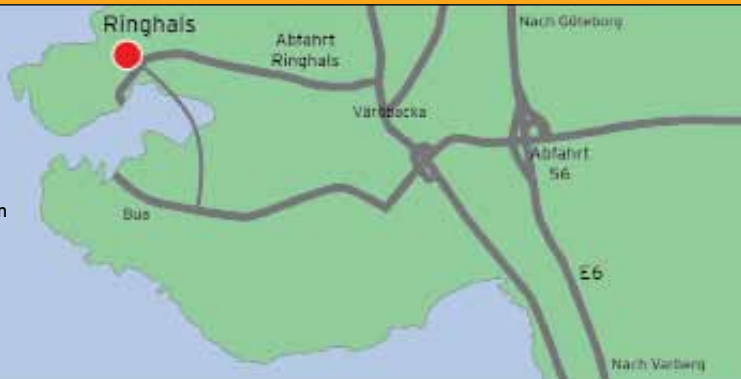 Ringhals
Nach Göteborg
Abfahrt
Ringhals
Väröbacka
Abfahrt
56
Bua
E6
Nach Varberg